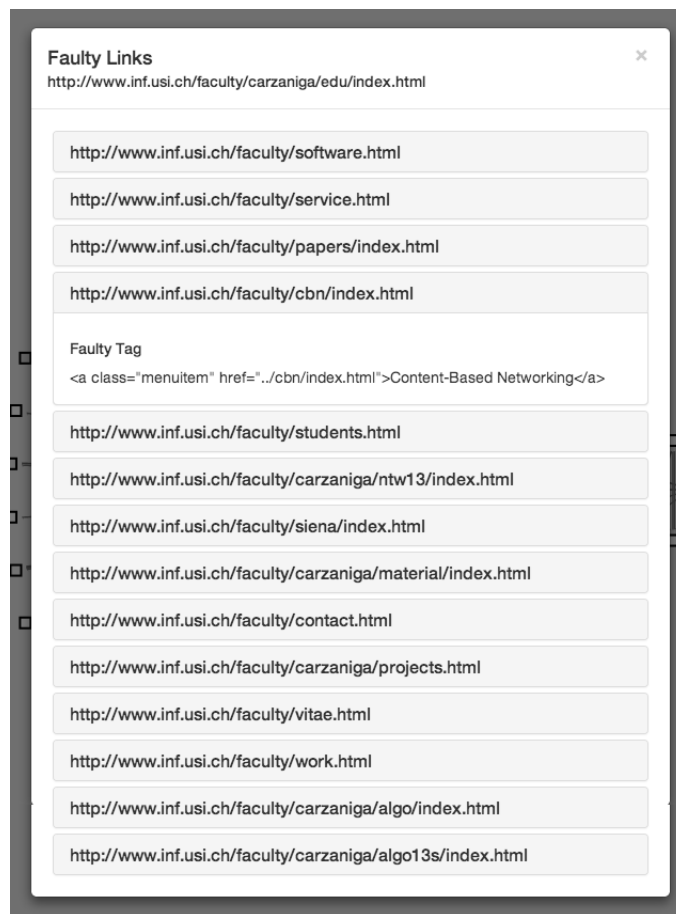 Faulty Links
×
http://www.inf.usi.ch/faculty/carzaniga/edu/index.html
http://www.inf.usi.ch/faculty/software.html
http://www.inf.usi.ch/faculty/service.html
http://www.inf.usi.ch/faculty/papers/index.html
http://www.inf.usi.ch/faculty/cbn/index.html
Faulty Tag
<a class="menuitem" href="../cbn/index.html">Content-Based Networking</a>
http://www.inf.usi.ch/faculty/students.html
http://www.inf.usi.ch/faculty/carzaniga/ntw13/index.html
http://www.inf.usi.ch/faculty/siena/index.html
http://www.inf.usi.ch/faculty/carzaniga/material/index.html
http://www.inf.usi.ch/faculty/contact.html
http://www.inf.usi.ch/faculty/carzaniga/projects.html
http://www.inf.usi.ch/faculty/vitae.html
http://www.inf.usi.ch/faculty/work.html
http://www.inf.usi.ch/faculty/carzaniga/algo/index.html
http://www.inf.usi.ch/faculty/carzaniga/algo13s/index.html